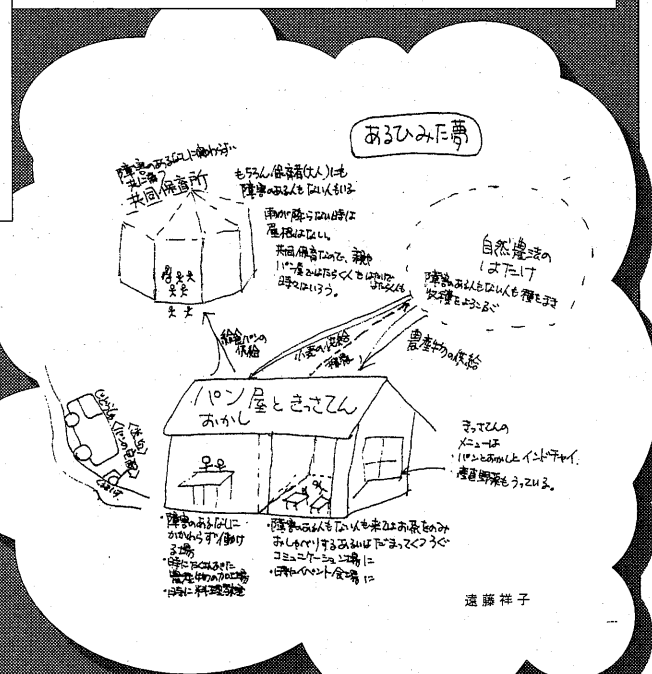 あるひみた夢
障害のあるなしに関わらず
共に育つ
共同保育所
もちろん保育者(大人)にも
障害のある人もない人もいる
雨が降らない時は
屋根はない。
共同保育なので、親や
パン屋ではたらく人も
時々はいろう。
自然農法の
はたけ
障害のある人もない人も種をまき
収穫をよろこぶ
給食パンの
供給
小麦の供給
農産物の供給
パン屋ときっさてん
おかし
きっさてんの
メニューは
・パンとおかしとインドチャイ.
・産直野菜もうっている。
・障害のあるなしに
かかわらず働け
る場
・時にたくさんあきた
農産物の加工場
・時に料理教室
・障害のある人もない人も来てはお茶をのみ
おしゃべりするあるいはだまってくつろぐ
コミュニケーション場に
・時にイベント会場に
遠藤祥子